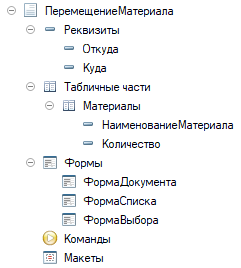 ПеремещениеМатериала
Реквизиты
Откуда
Куда
Табличные части
Материалы
НаименованиеМатериала
Количество
Формы
ФормаДокумента
ФормаСписка
ФормаВыбора
Команды
Макеты